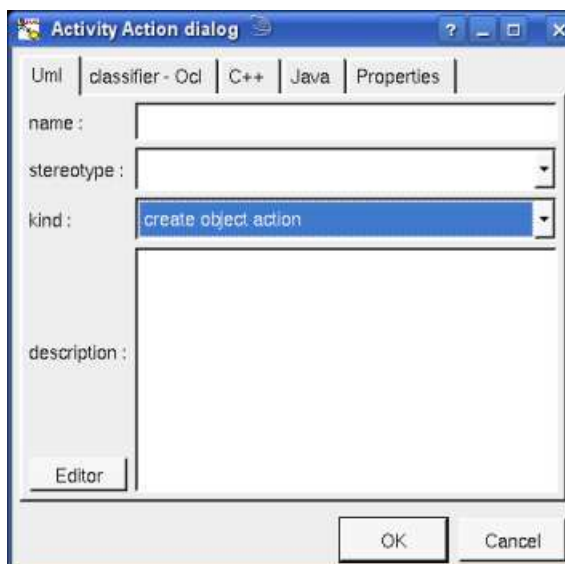 Activity Action dialog
Uml classifier - Ocl C++ Java Properties
name :
stereotype :
kind : create object action
description :
Editor
OK Cancel